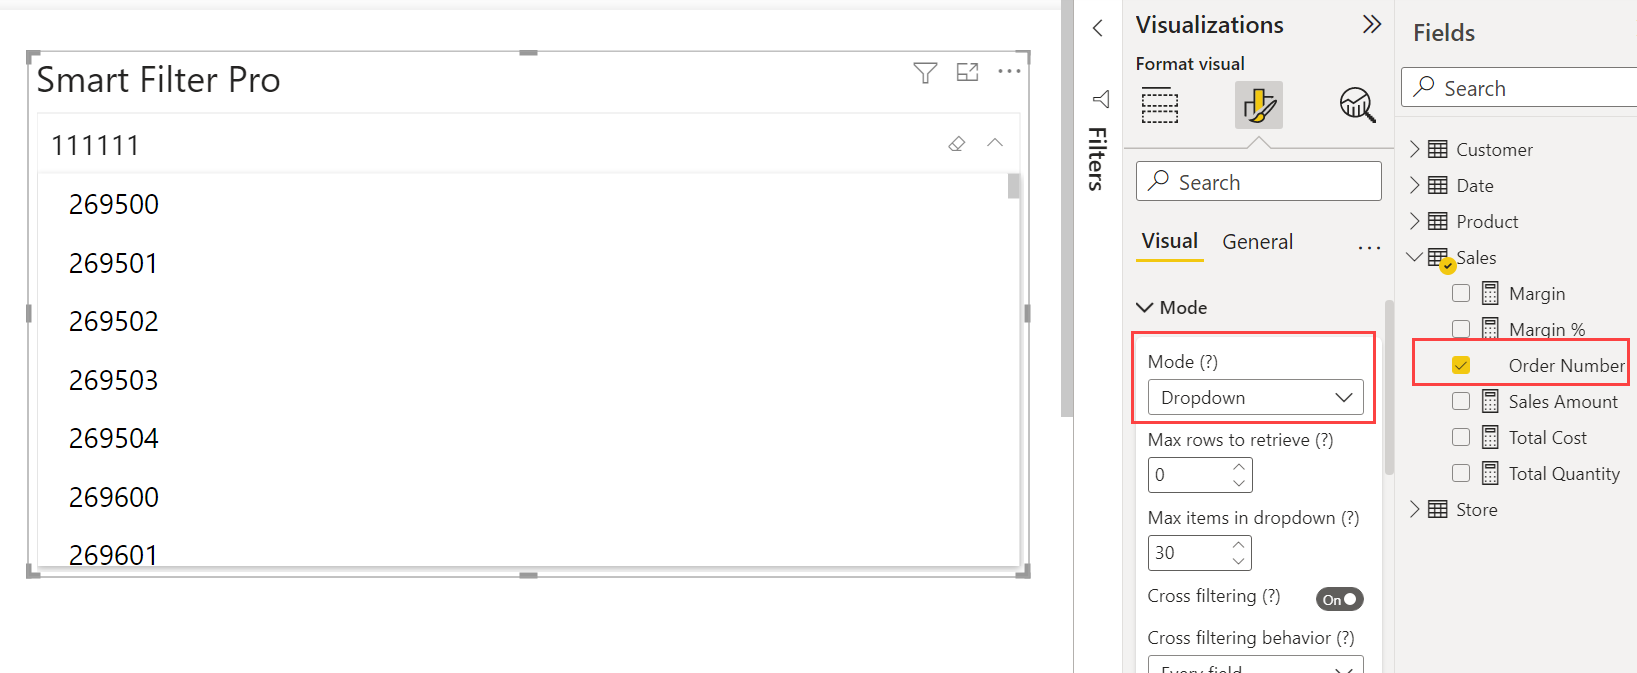 Smart Filter Pro
111111
269500
269501
269502
269503
269504
269600
269601
Filters
Visualizations
Format visual
Search
Visual
General
Mode
Mode (?)
Dropdown
Max rows to retrieve (?)
0
Max items in dropdown (?)
30
Cross filtering (?)
On
Cross filtering behavior (?)
Every field
Fields
Search
Customer
Date
Product
Sales
Margin
Margin %
Order Number
Sales Amount
Total Cost
Total Quantity
Store